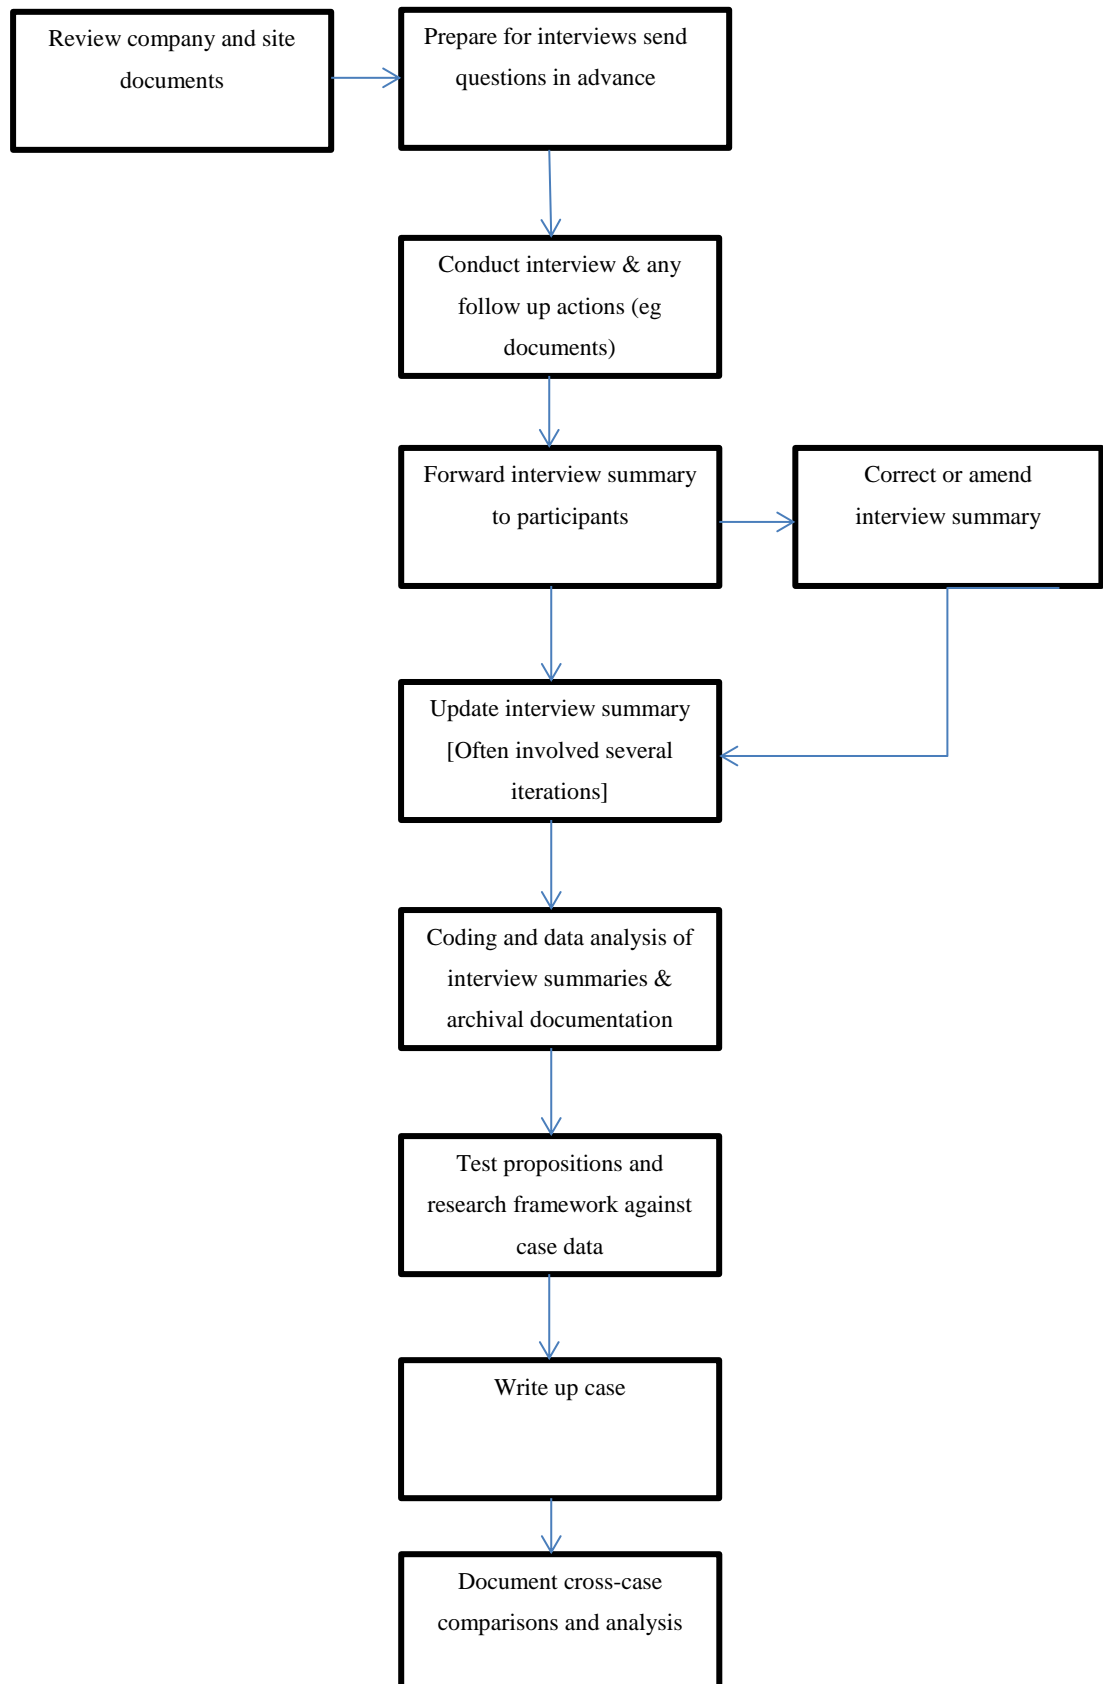 Review company and site
documents
Prepare for interviews send
questions in advance
Conduct interview & any
follow up actions (eg
documents)
Forward interview summary
to participants
Correct or amend
interview summary
Update interview summary
[Often involved several
iterations]
Coding and data analysis of
interview summaries &
archival documentation
Test propositions and
research framework against
case data
Write up case
Document cross-case
comparisons and analysis